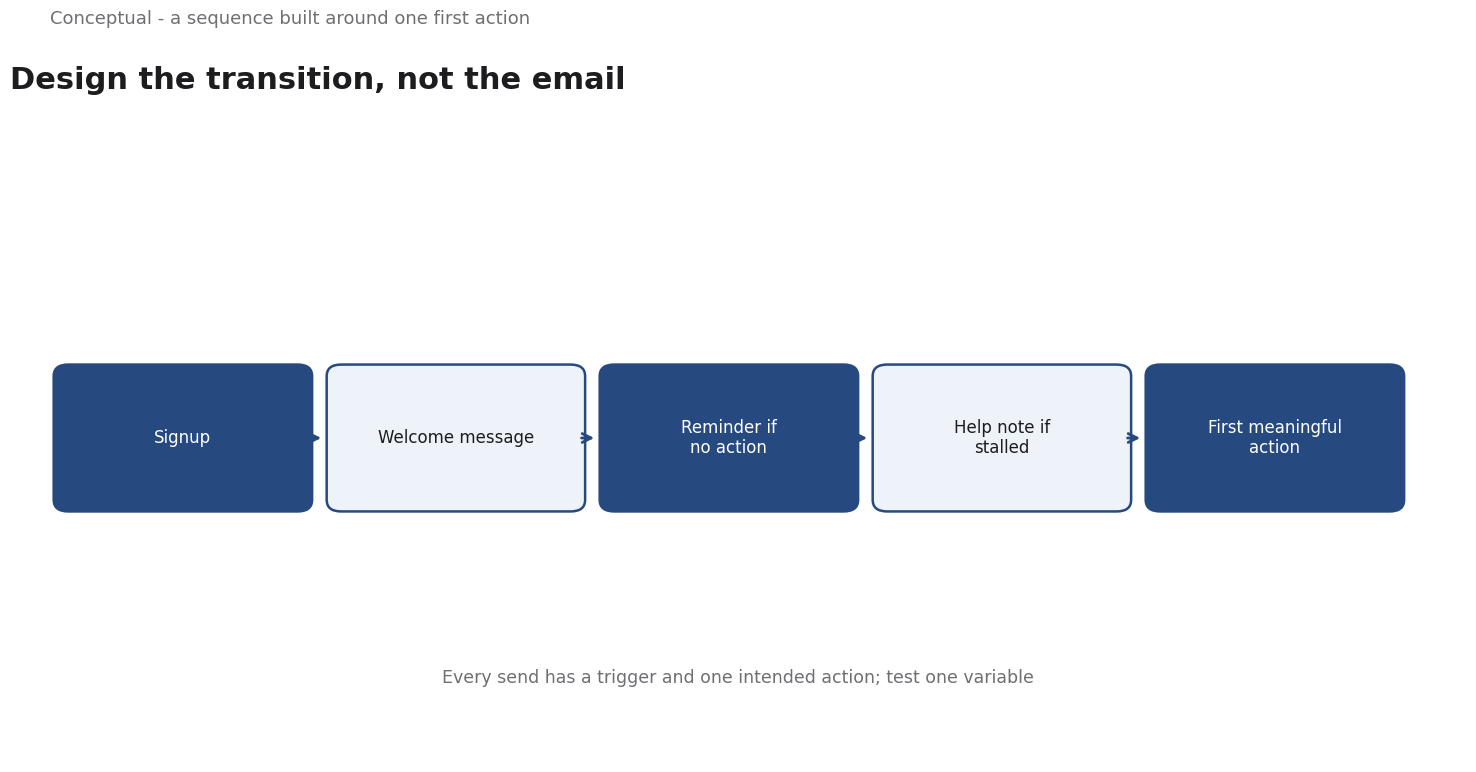 Conceptual - a sequence built around one first action
Design the transition, not the email
Signup
Welcome message
Reminder if
no action
Help note if
stalled
First meaningful
action
Every send has a trigger and one intended action; test one variable